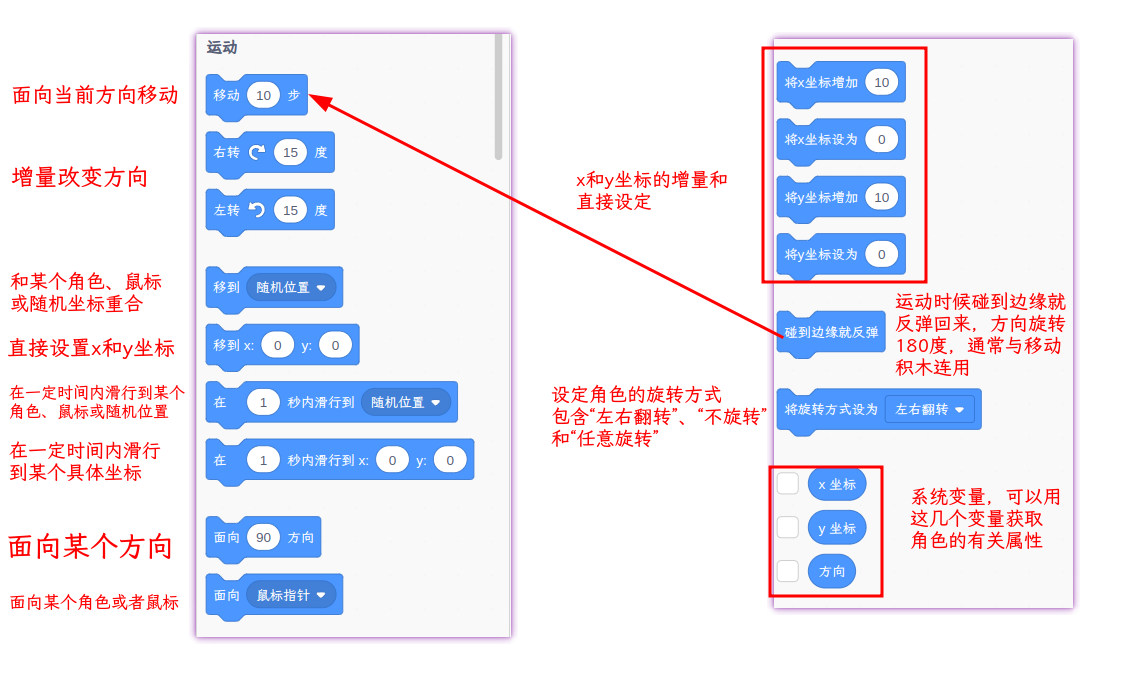 运动
面向当前方向移动
移动 10 步
增量改变方向
右转 15 度
左转 15 度
和某个角色、鼠标
或随机坐标重合
移到 随机位置
直接设置x和y坐标
移到 x: 0 y: 0
在一定时间内滑行到某个
角色、鼠标或随机位置
在 1 秒内滑行到 随机位置
在一定时间内滑行
到某个具体坐标
在 1 秒内滑行到 x: 0 y: 0
面向某个方向
面向 90 方向
面向某个角色或者鼠标
面向 鼠标指针
x和y坐标的增量和
直接设定
将x坐标增加 10
将x坐标设为 0
将y坐标增加 10
将y坐标设为 0
碰到边缘就反弹
运动时候碰到边缘就
反弹回来，方向旋转
180度，通常与移动
积木连用
设定角色的旋转方式
包含“左右翻转”、“不旋转”
和“任意旋转”
将旋转方式设为 左右翻转
x 坐标
y 坐标
方向
系统变量，可以用
这几个变量获取
角色的有关属性